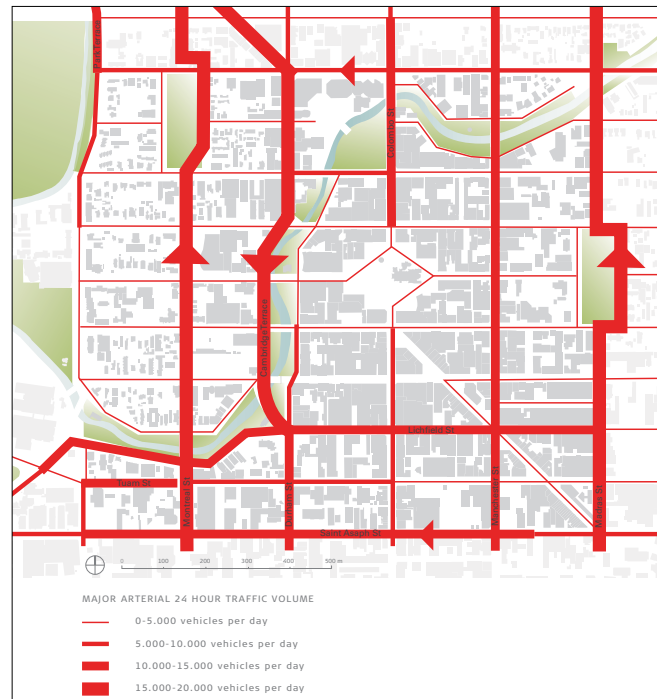 Park Terrace
Colombo St
Cambridge Terrace
Lichfield St
Tuam St
Montrnal St
Durham St
Manchester St
Madras St
Saint Asaph St
0 100 200 300 400 500 m
MAJOR ARTERIAL 24 HOUR TRAFFIC VOLUME
0-5.000 vehicles per day
5.000-10.000 vehicles per day
10.000-15.000 vehicles per day
15.000-20.000 vehicles per day